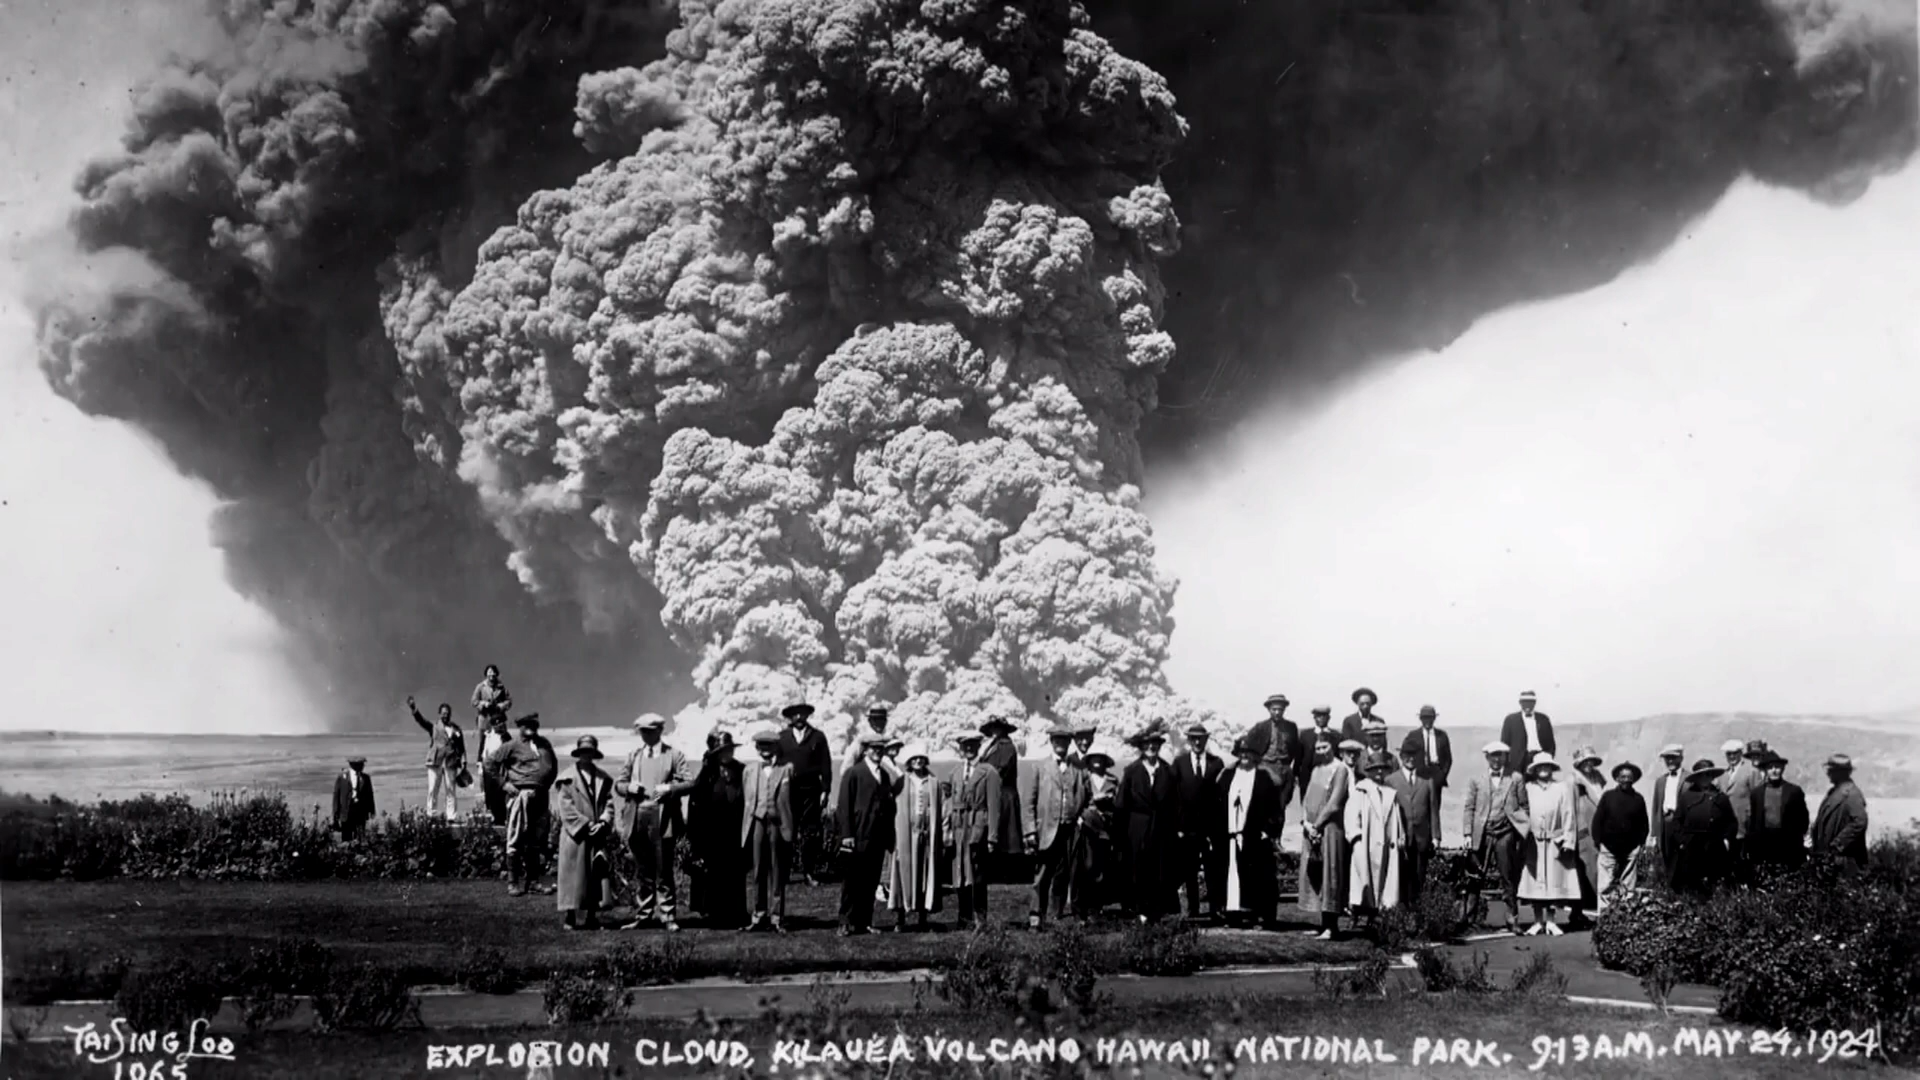 TAI SING LOO
1065
EXPLOSION CLOUD, KILAUEA VOLCANO HAWAII NATIONAL PARK. 9:13 A.M. MAY 24, 1924